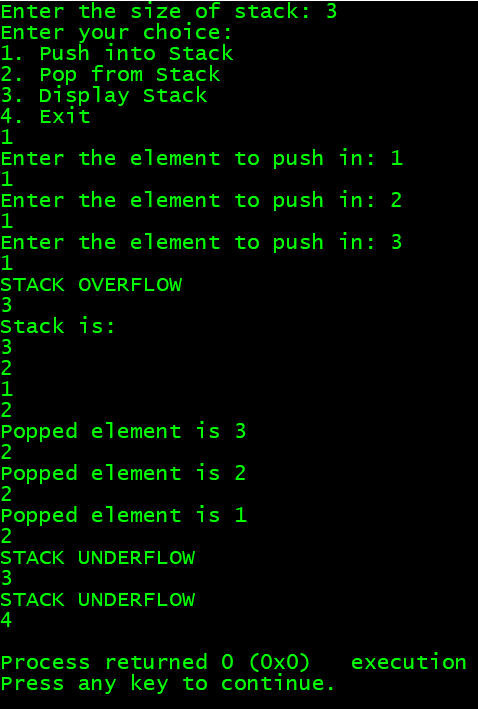 Enter the size of stack: 3
Enter your choice:
1. Push into Stack
2. Pop from Stack
3. Display Stack
4. Exit
1
Enter the element to push in: 1
1
Enter the element to push in: 2
1
Enter the element to push in: 3
1
STACK OVERFLOW
3
Stack is:
3
2
1
2
Popped element is 3
2
Popped element is 2
2
Popped element is 1
2
STACK UNDERFLOW
3
STACK UNDERFLOW
4
Process returned 0 (0x0)   execution
Press any key to continue.